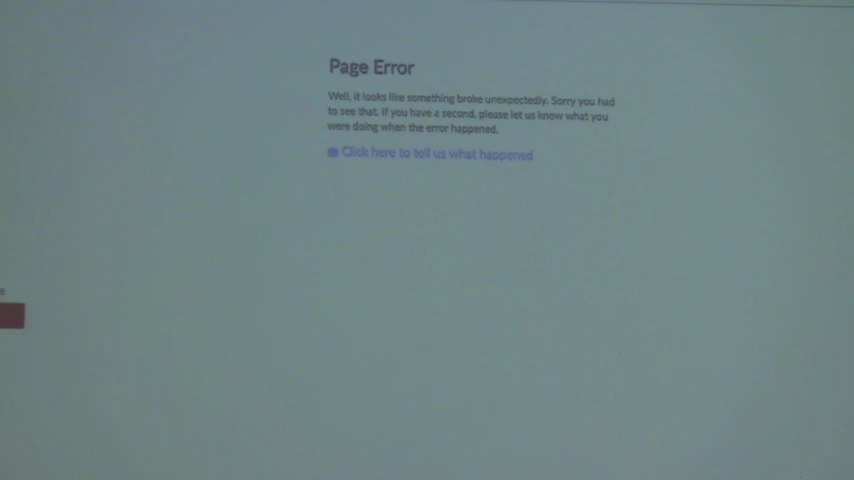 Page Error
Well, it looks like something broke unexpectedly. Sorry you had
to see that. If you have a second, please let us know what you
were doing when the error happened.
Click here to tell us what happened
e